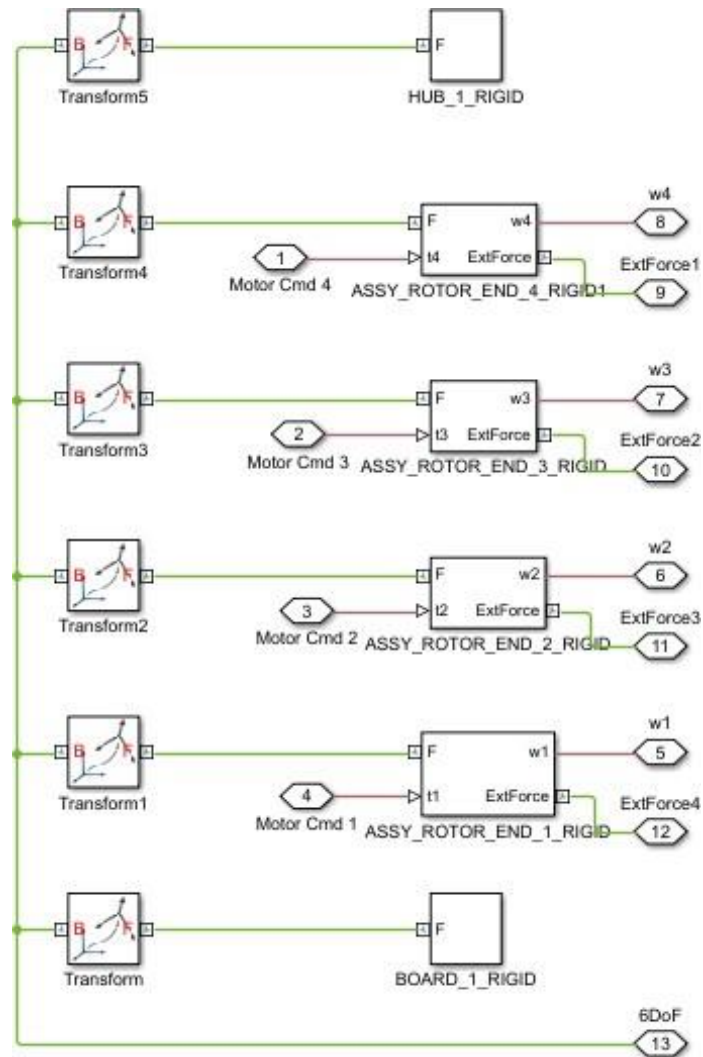 B F F
Transform5 HUB_1_RIGID
w4
B F F w4 8
1 t4 ExtForce ExtForce1
Transform4 Motor Cmd 4 ASSY_ROTOR_END_4_RIGID1 9
w3
B F F w3 7
2 t3 ExtForce ExtForce2
Transform3 Motor Cmd 3 ASSY_ROTOR_END_3_RIGID 10
w2
B F F w2 6
3 t2 ExtForce ExtForce3
Transform2 Motor Cmd 2 ASSY_ROTOR_END_2_RIGID 11
w1
B F F w1 5
4 t1 ExtForce ExtForce4
Transform1 Motor Cmd 1 ASSY_ROTOR_END_1_RIGID 12
B F F
Transform BOARD_1_RIGID
6DoF
13